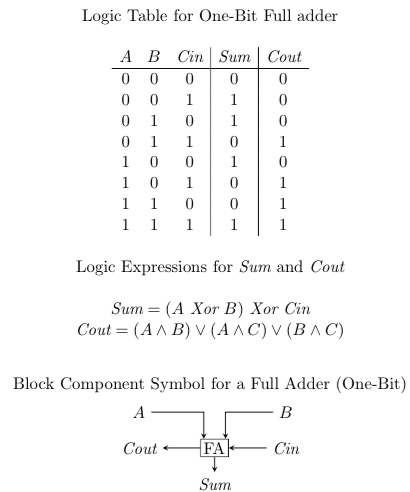 Logic Table for One-Bit Full adder
A B Cin Sum Cout
0 0 0 0 0
0 0 1 1 0
0 1 0 1 0
0 1 1 0 1
1 0 0 1 0
1 0 1 0 1
1 1 0 0 1
1 1 1 1 1
Logic Expressions for Sum and Cout
Sum = (A Xor B) Xor Cin
Cout = (A ∧ B) ∨ (A ∧ C) ∨ (B ∧ C)
Block Component Symbol for a Full Adder (One-Bit)
A B
Cout FA Cin
Sum